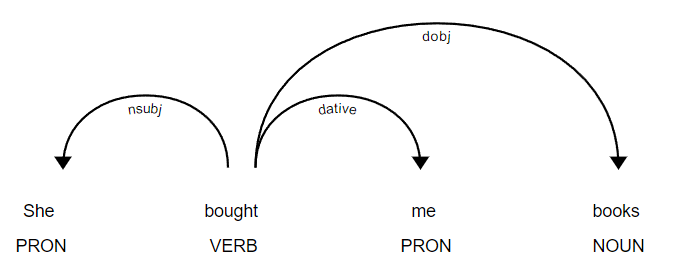 dobj
nsubj dative
She bought me books
PRON VERB PRON NOUN